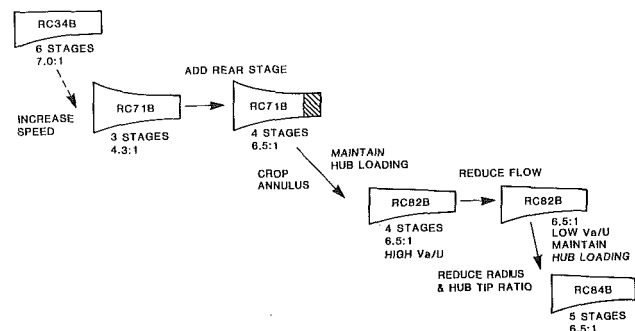 RC34B
6 STAGES
7.0:1
INCREASE
SPEED
RC71B
3 STAGES
4.3:1
ADD REAR STAGE
RC71B
4 STAGES
6.5:1
CROP
ANNULUS
MAINTAIN
HUB LOADING
RC82B
4 STAGES
6.5:1
HIGH Va/U
REDUCE FLOW
RC82B
6.5:1
LOW Va/U
MAINTAIN
HUB LOADING
REDUCE RADIUS
& HUB TIP RATIO
RC84B
5 STAGES
6.5:1